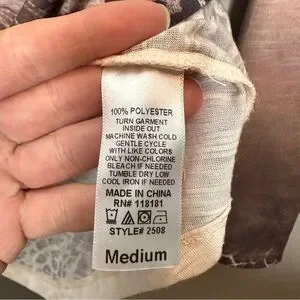 100% POLYESTER
TURN GARMENT
INSIDE OUT
MACHINE WASH COLD
GENTLE CYCLE
WITH LIKE COLORS
ONLY NON-CHLORINE
BLEACH IF NEEDED
TUMBLE DRY LOW
COOL IRON IF NEEDED
MADE IN CHINA
RN# 118181
STYLE# 2508
Medium